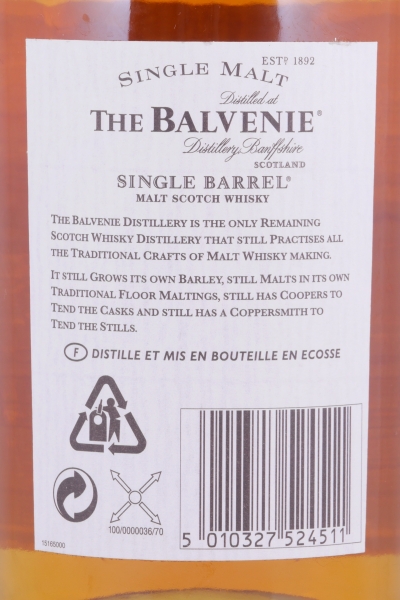 ESTD 1892
SINGLE MALT
Distilled at
THE BALVENIE®
Distillery, Banffshire
SCOTLAND
SINGLE BARREL®
MALT SCOTCH WHISKY
THE BALVENIE DISTILLERY IS THE ONLY REMAINING
SCOTCH WHISKY DISTILLERY THAT STILL PRACTISES ALL
THE TRADITIONAL CRAFTS OF MALT WHISKY MAKING.
IT STILL GROWS ITS OWN BARLEY, STILL MALTS IN ITS OWN
TRADITIONAL FLOOR MALTINGS, STILL HAS COOPERS TO
TEND THE CASKS AND STILL HAS A COPPERSMITH TO
TEND THE STILLS.
F DISTILLE ET MIS EN BOUTEILLE EN ECOSSE
100/0000036/70
15165000
5 010327 524511